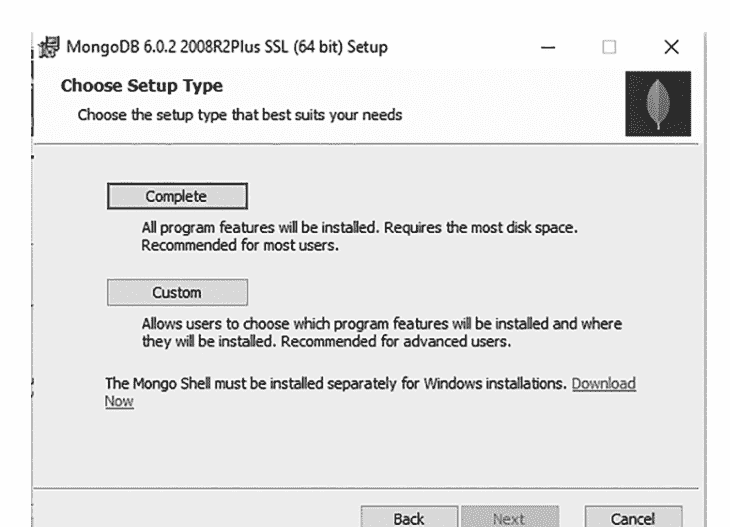 MongoDB 6.0.2 2008R2Plus SSL (64 bit) Setup
Choose Setup Type
Choose the setup type that best suits your needs
Complete
All program features will be installed. Requires the most disk space.
Recommended for most users.
Custom
Allows users to choose which program features will be installed and where
they will be installed. Recommended for advanced users.
The Mongo Shell must be installed separately for Windows installations. Download
Now
Back Next Cancel